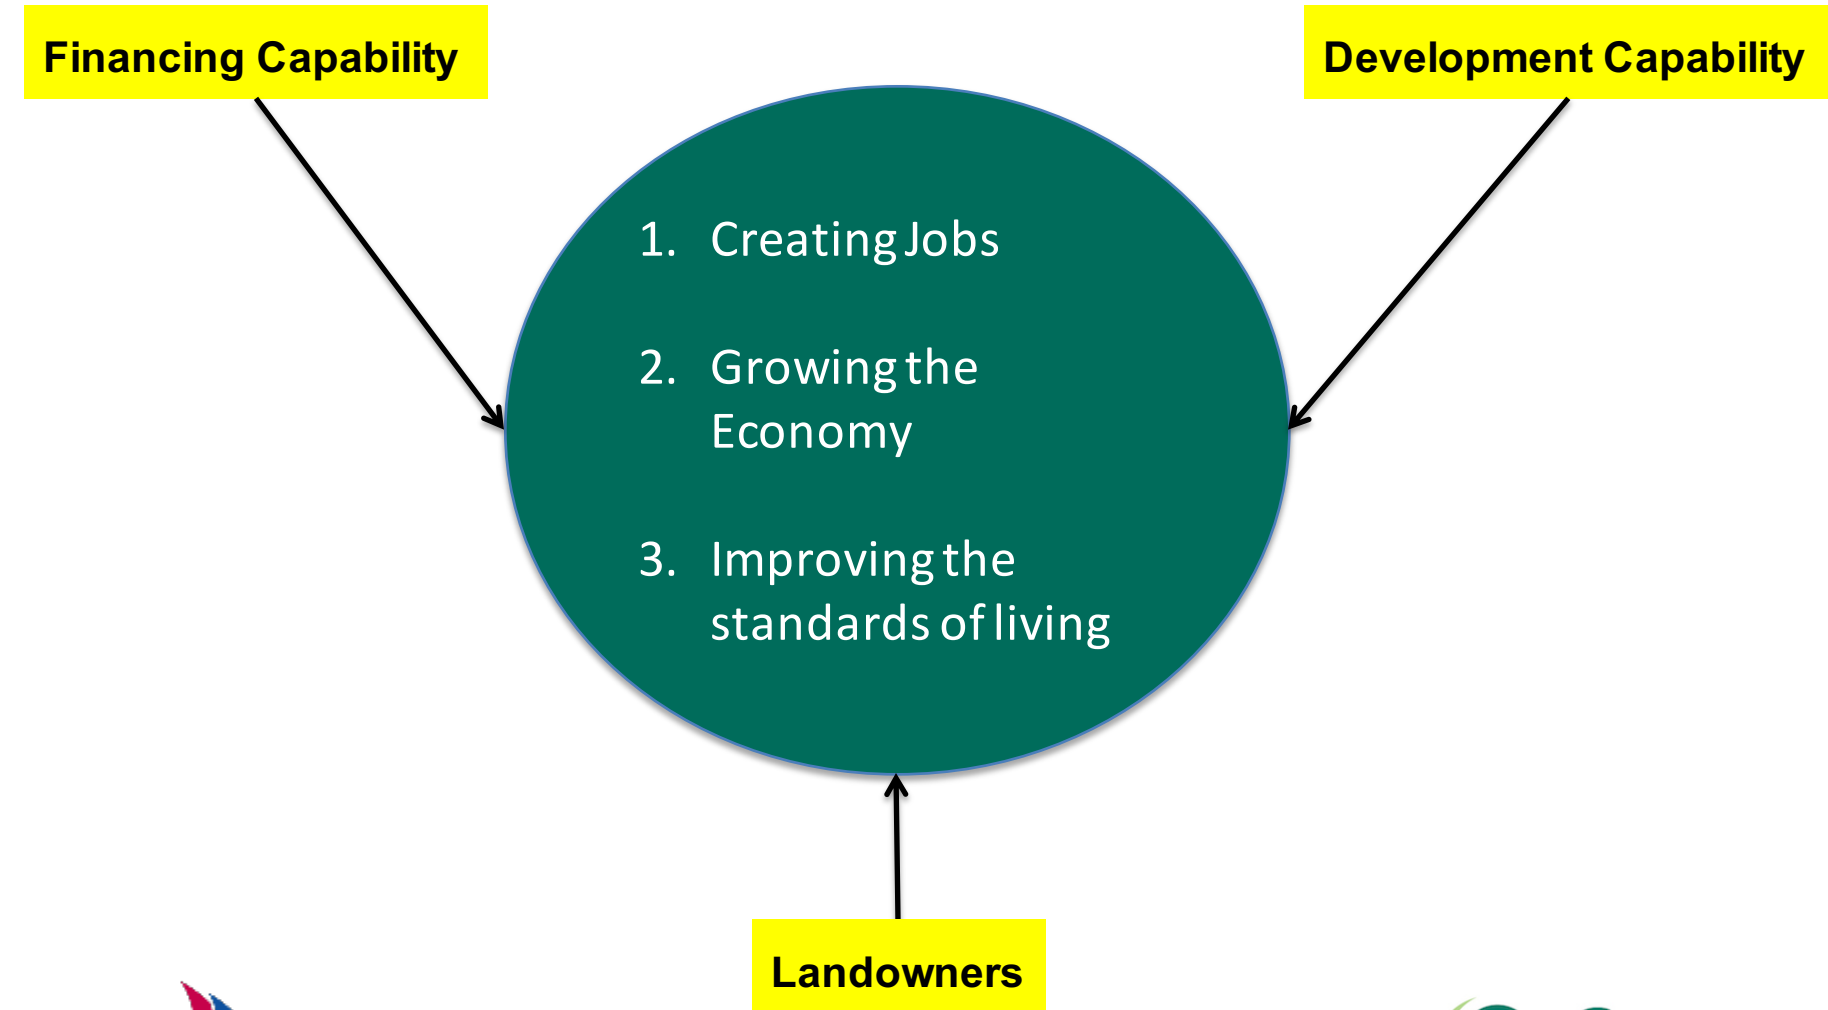 Financing Capability
Development Capability
1. Creating Jobs
2. Growing the
Economy
3. Improving the
standards of living
Landowners